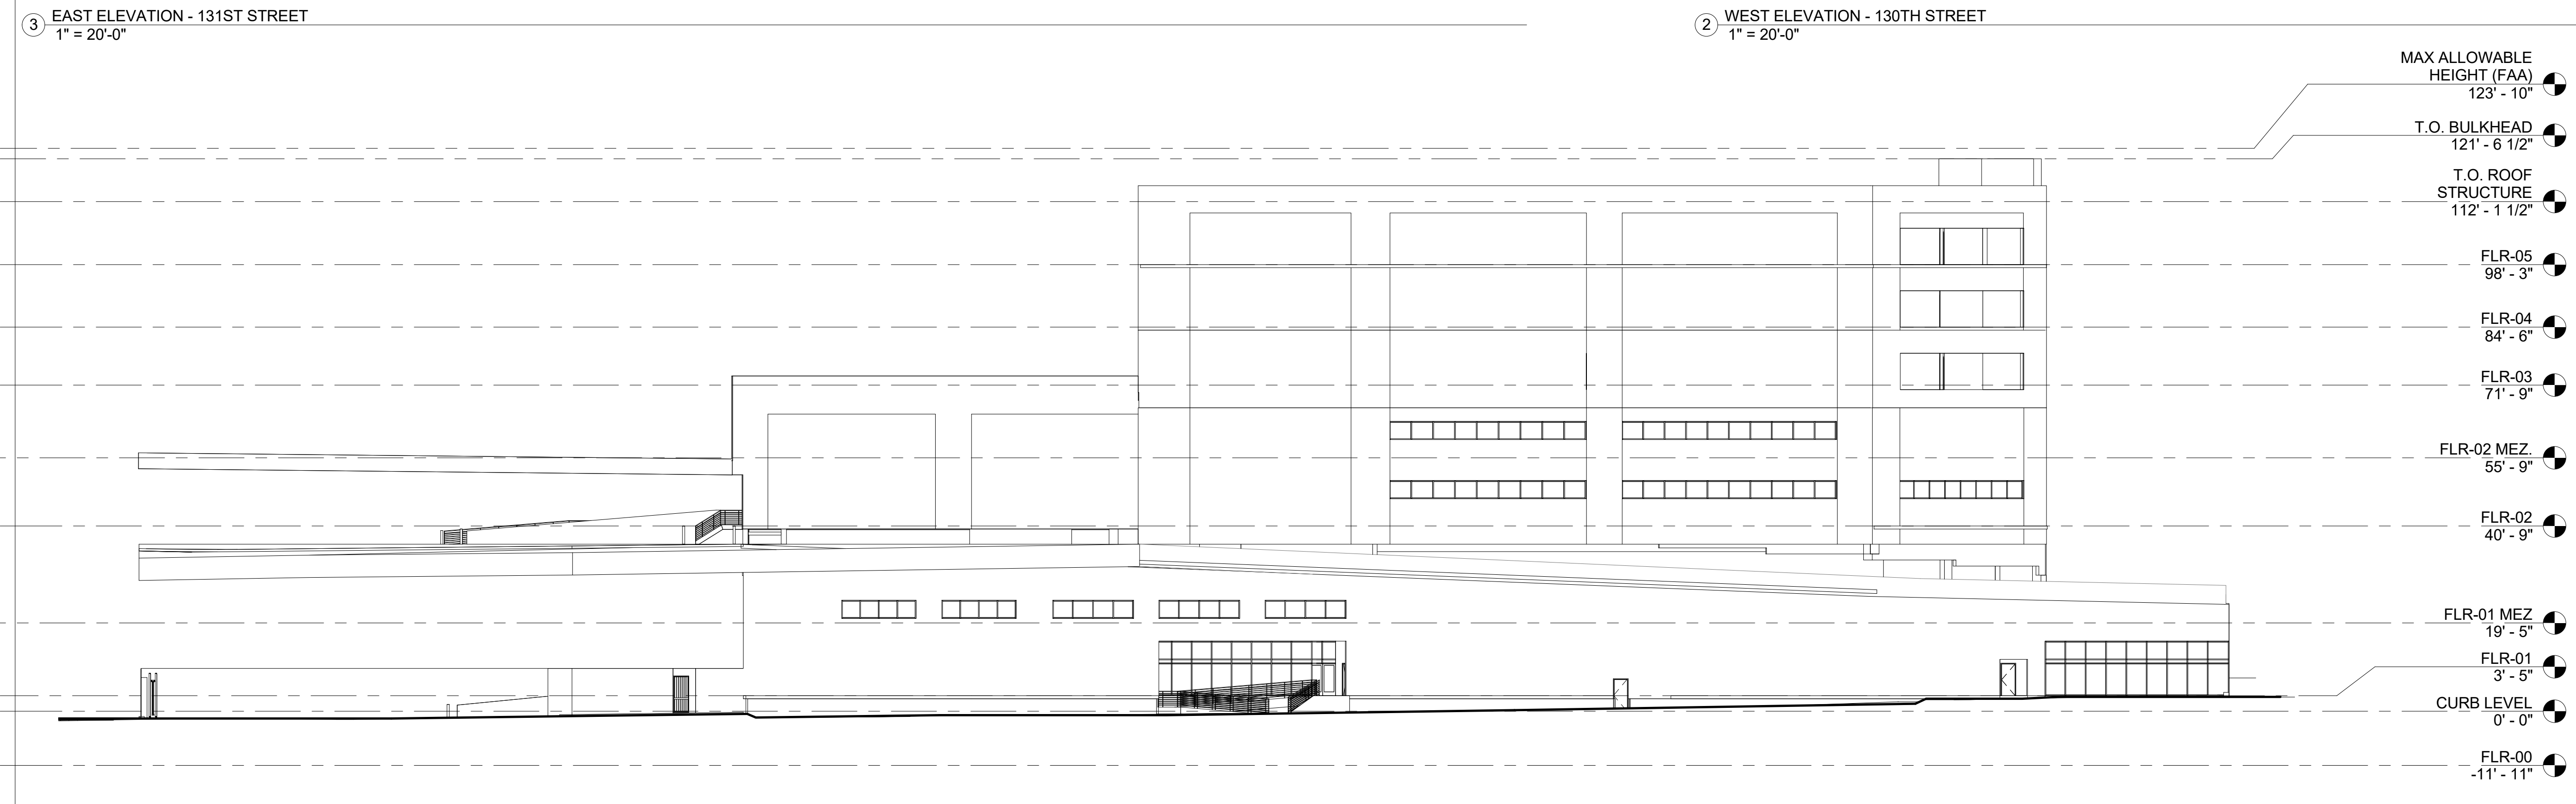 3
EAST ELEVATION - 131ST STREET
1" = 20'-0"
2
WEST ELEVATION - 130TH STREET
1" = 20'-0"
MAX ALLOWABLE
HEIGHT (FAA)
123' - 10"
T.O. BULKHEAD
121' - 6 1/2"
T.O. ROOF
STRUCTURE
112' - 1 1/2"
FLR-05
98' - 3"
FLR-04
84' - 6"
FLR-03
71' - 9"
FLR-02 MEZ.
55' - 9"
FLR-02
40' - 9"
FLR-01 MEZ
19' - 5"
FLR-01
3' - 5"
CURB LEVEL
0' - 0"
FLR-00
-11' - 11"